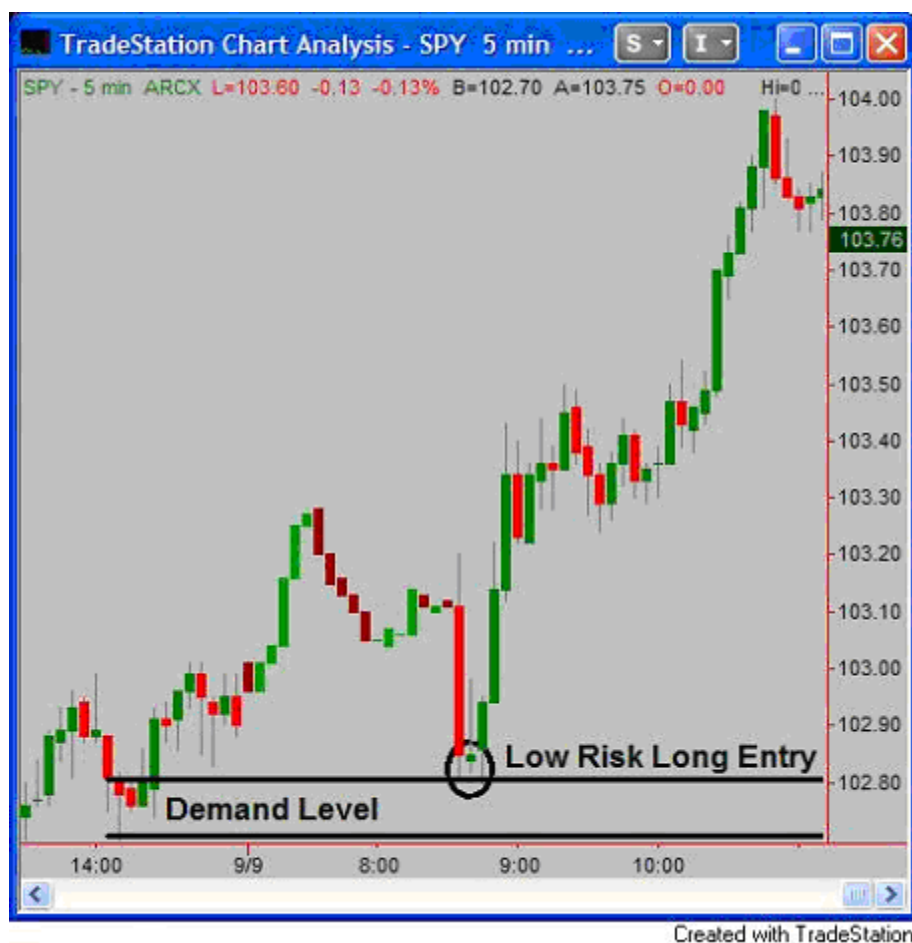 TradeStation Chart Analysis - SPY 5 min ...
S
I
SPY - 5 min ARCX L=103.60 -0.13 -0.13% B=102.70 A=103.75 O=0.00 Hi=0 ...
104.00
103.90
103.80
103.76
103.70
103.60
103.50
103.40
103.30
103.20
103.10
103.00
102.90
Low Risk Long Entry
102.80
Demand Level
14:00 9/9 8:00 9:00 10:00
Created with TradeStation